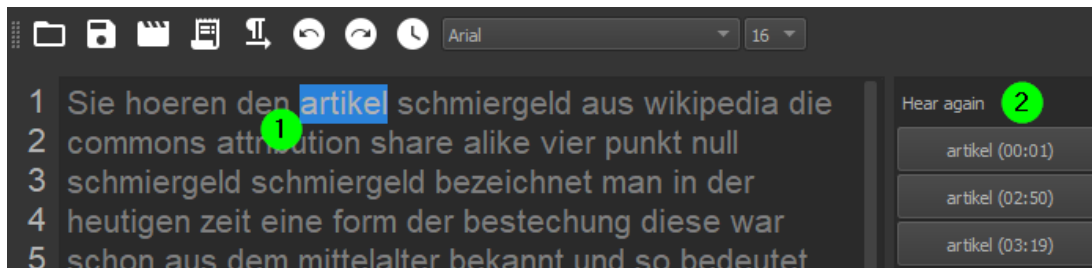 Arial 16
1 Sie hoeren den artikel schmiergeld aus wikipedia die
2 commons attribution share alike vier punkt null
3 schmiergeld schmiergeld bezeichnet man in der
4 heutigen zeit eine form der bestechung diese war
5 schon aus dem mittelalter bekannt und so bedeutet
1
Hear again 2
artikel (00:01)
artikel (02:50)
artikel (03:19)